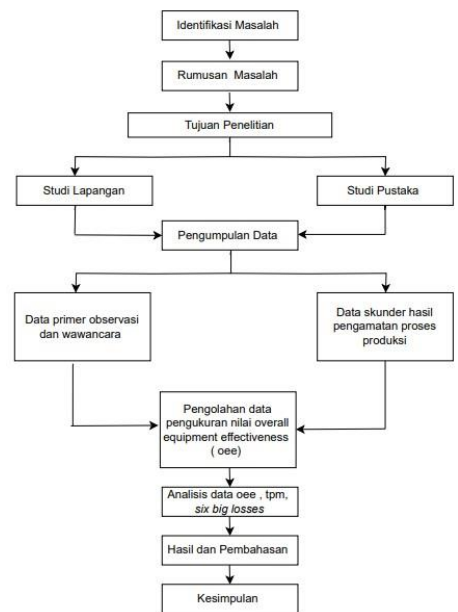 Identifikasi Masalah
Rumusan Masalah
Tujuan Penelitian
Studi Lapangan
Studi Pustaka
Pengumpulan Data
Data primer observasi
dan wawancara
Data skunder hasil
pengamatan proses
produksi
Pengolahan data
pengukuran nilai overall
equipment effectiveness
( oee)
Analisis data oee , tpm,
six big losses
Hasil dan Pembahasan
Kesimpulan